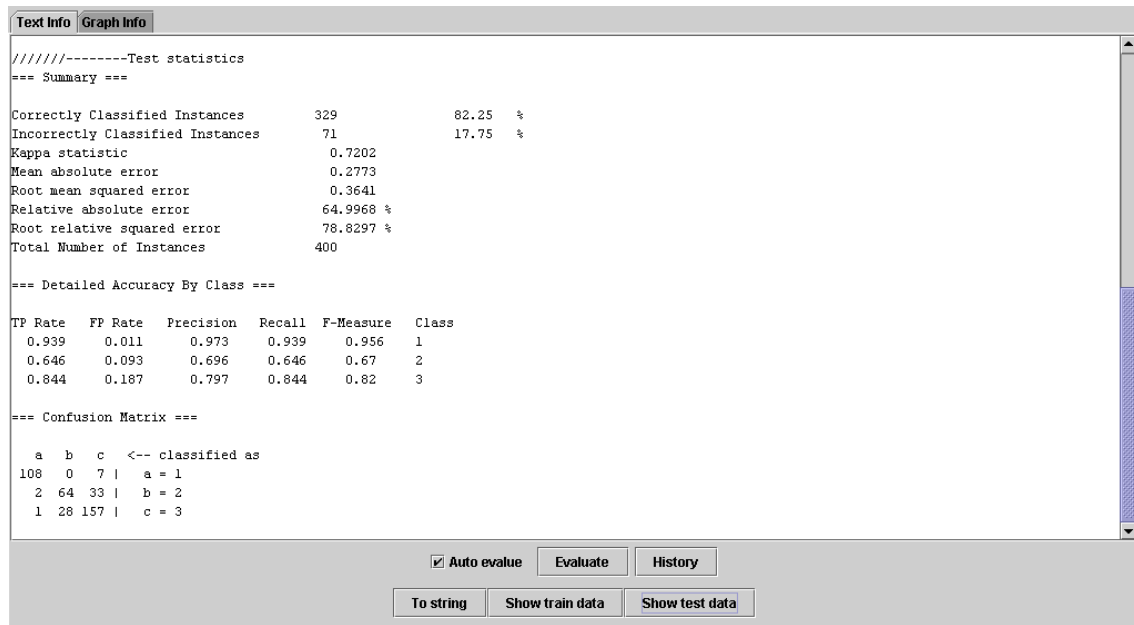 Text Info Graph Info
///////--------Test statistics
=== Summary ===
Correctly Classified Instances 329 82.25 %
Incorrectly Classified Instances 71 17.75 %
Kappa statistic 0.7202
Mean absolute error 0.2773
Root mean squared error 0.3641
Relative absolute error 64.9968 %
Root relative squared error 78.8297 %
Total Number of Instances 400
=== Detailed Accuracy By Class ===
TP Rate FP Rate Precision Recall F-Measure Class
0.939 0.011 0.973 0.939 0.956 1
0.646 0.093 0.696 0.646 0.67 2
0.844 0.187 0.797 0.844 0.82 3
=== Confusion Matrix ===
a b c <-- classified as
108 0 7 | a = 1
2 64 33 | b = 2
1 28 157 | c = 3
Auto evalue Evaluate History
To string Show train data Show test data